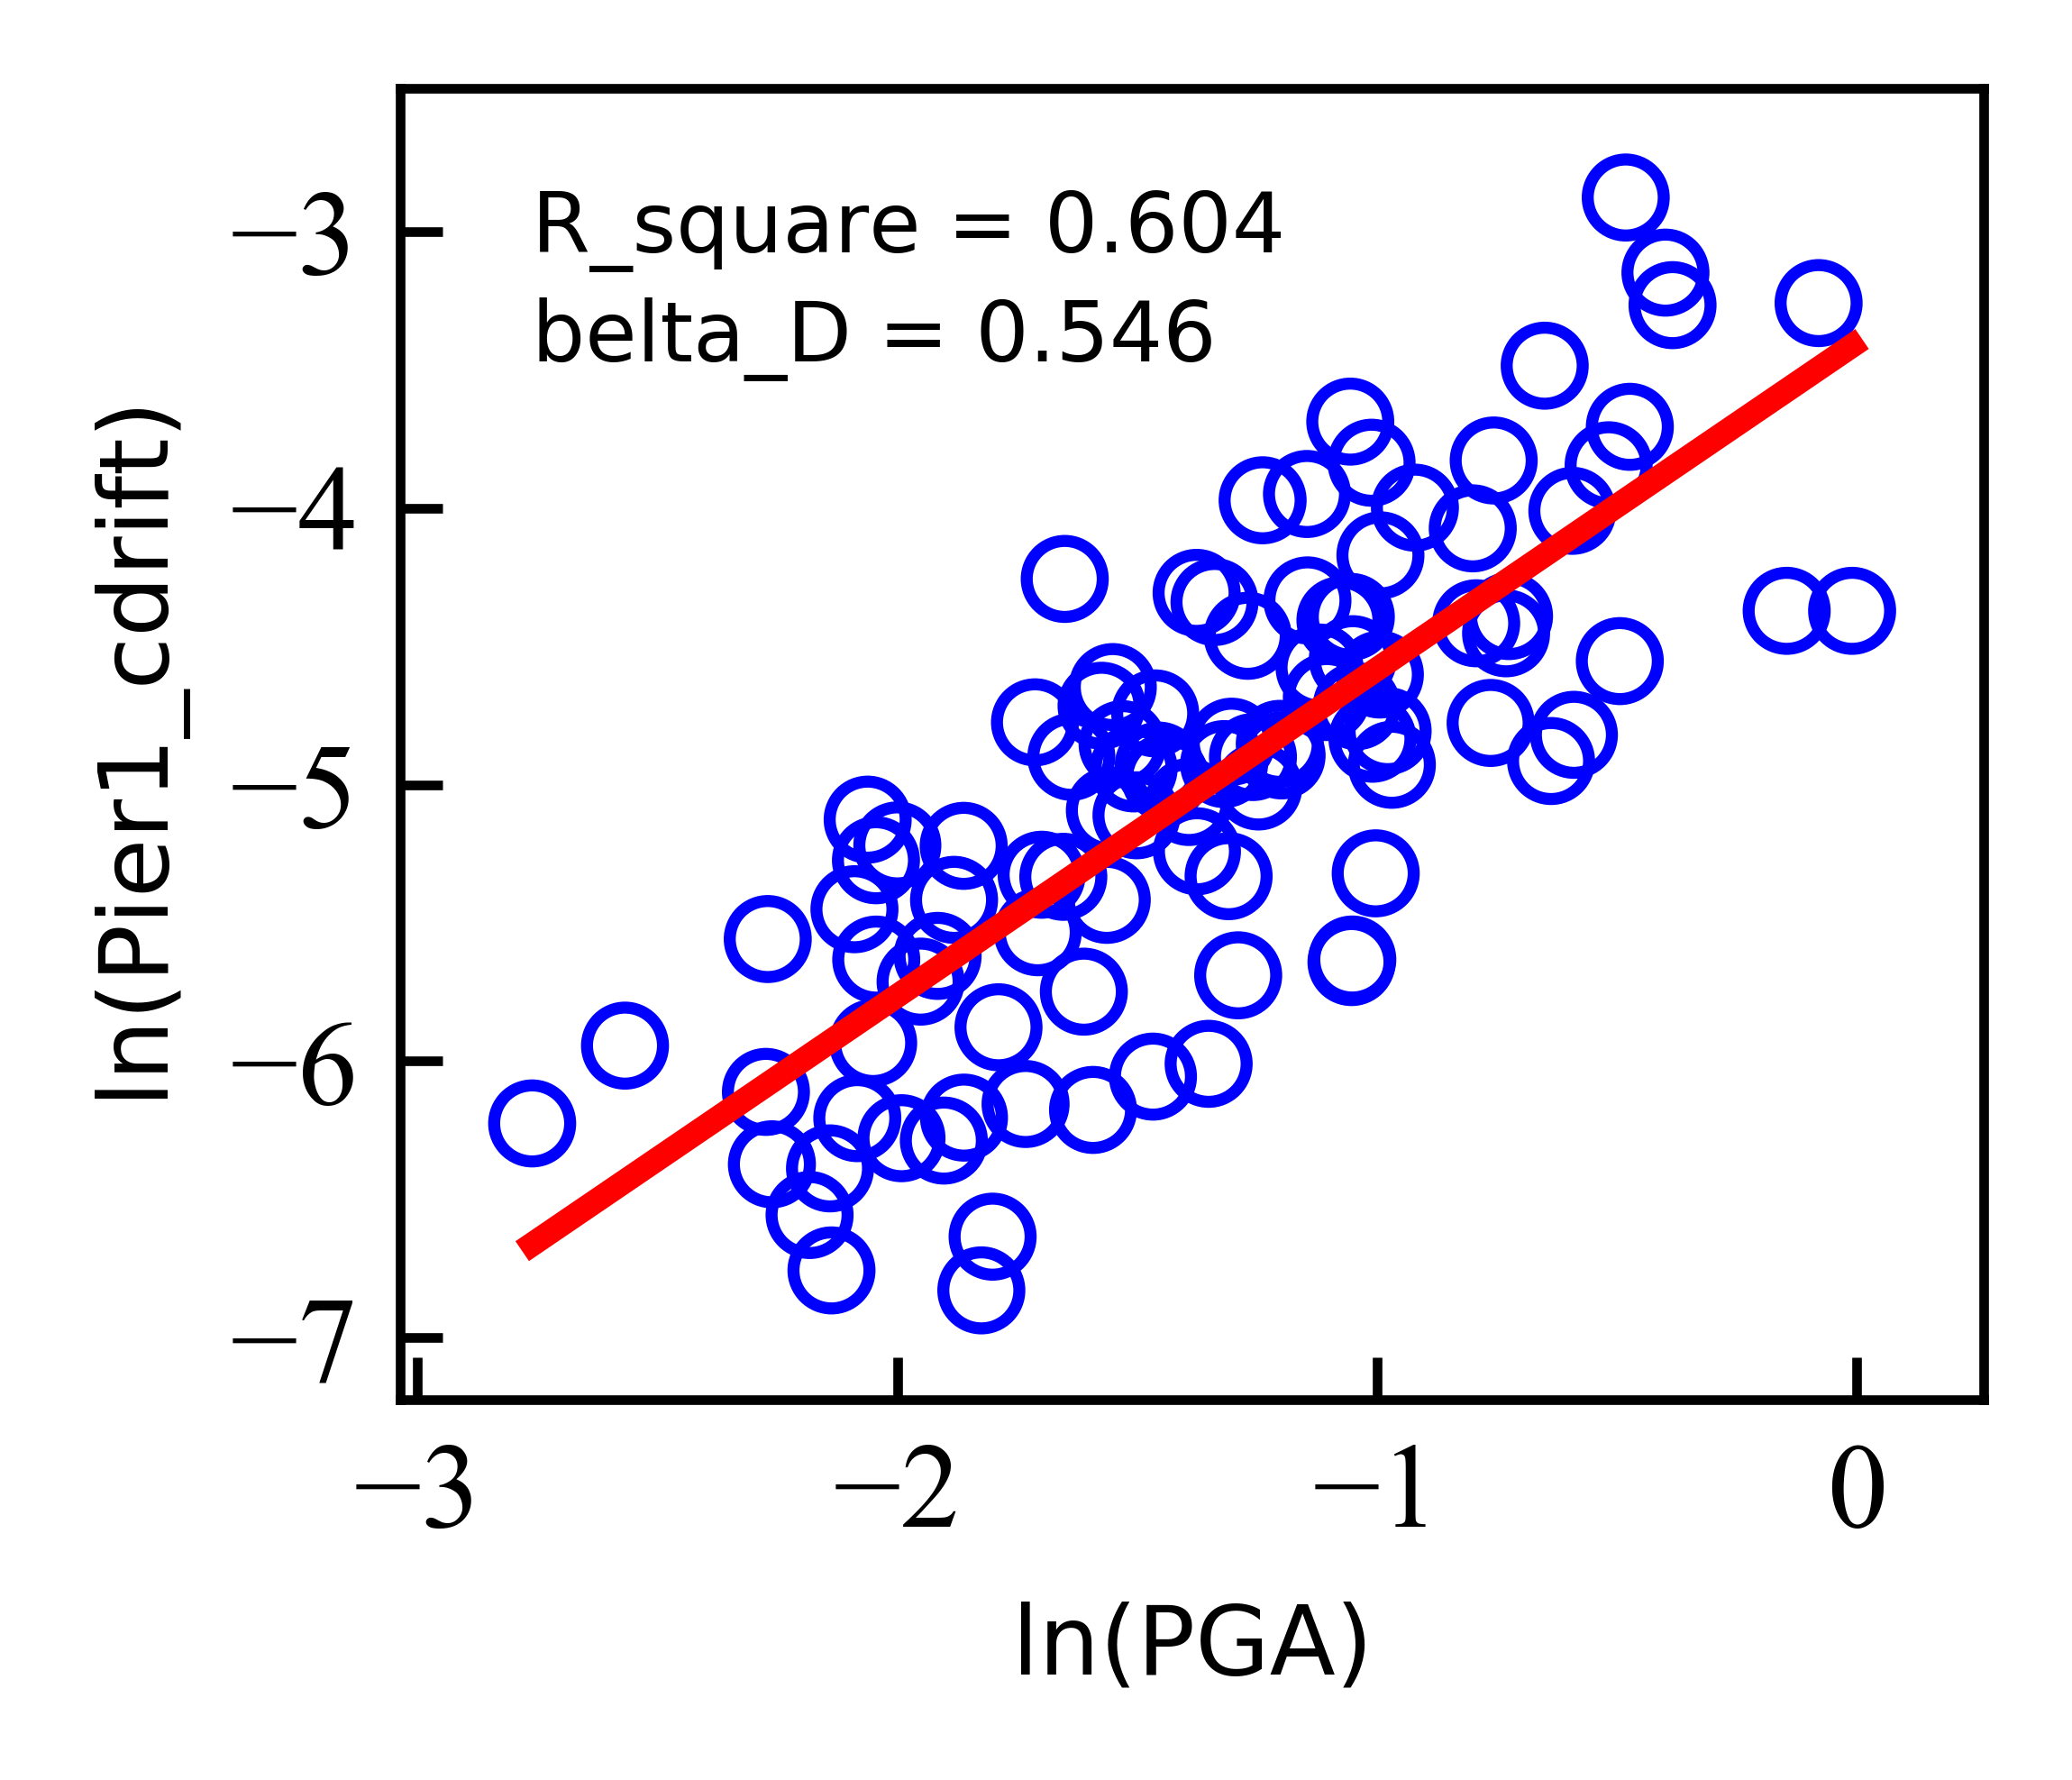 R_square = 0.604
belta_D = 0.546
ln(Pier1_cdrift)
−3
−4
−5
−6
−7
−3
−2
−1
0
ln(PGA)